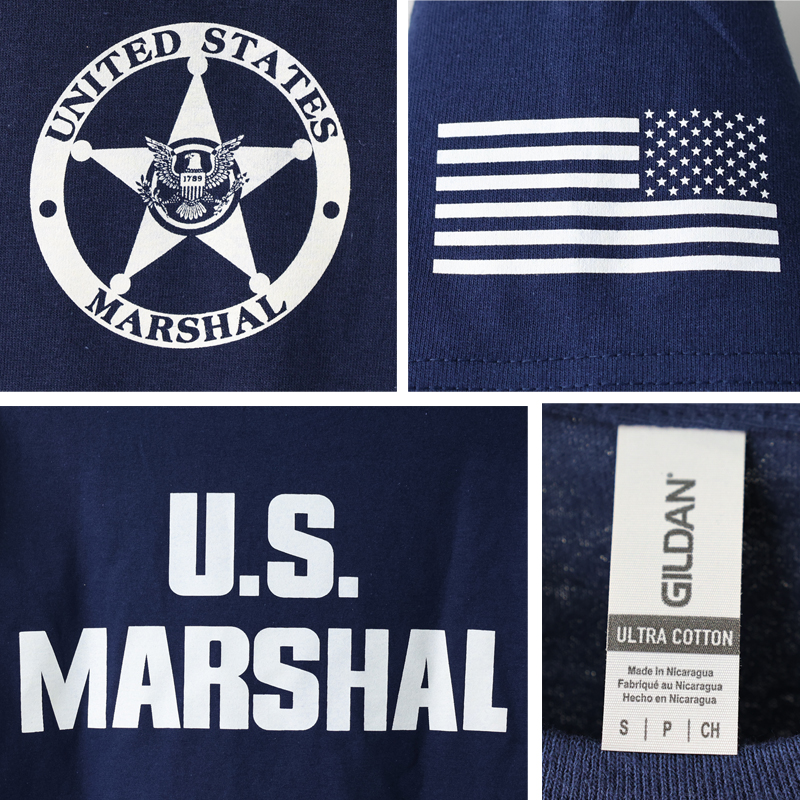 UNITED STATES
1789
MARSHAL
U.S.
MARSHAL
GILDAN®
ULTRA COTTON
Made In Nicaragua
Fabriqué au Nicaragua
Hecho en Nicaragua
S | P | CH